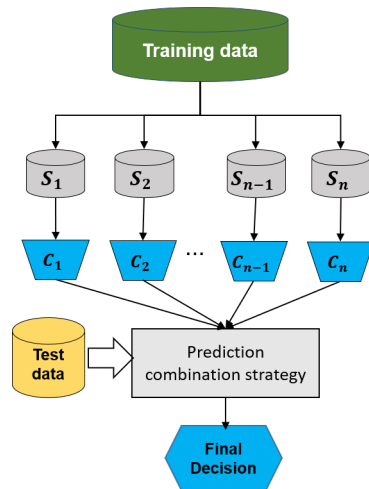 Training data
S₁ S₂ Sₙ₋₁ Sₙ
C₁ C₂ ... Cₙ₋₁ Cₙ
Test
data
Prediction
combination strategy
Final
Decision